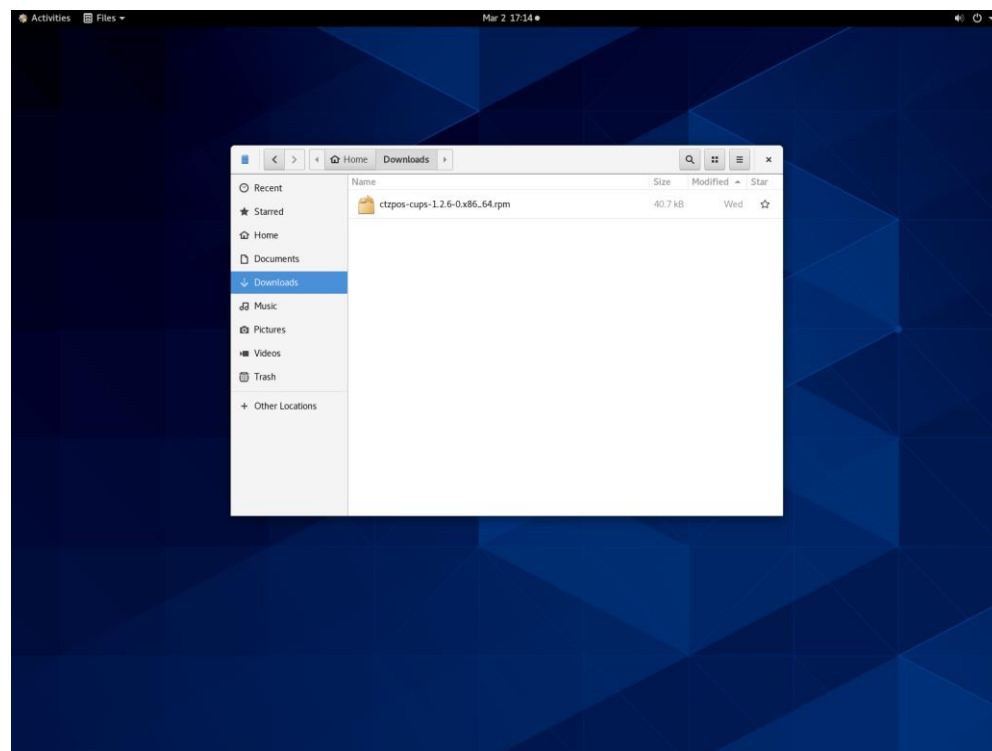 Activities Files Mar 2 17:14
Home Downloads
Name Size Modified Star
Recent
ctzpos-cups-1.2.6-0.x86_64.rpm 40.7 kB Wed
Starred
Home
Documents
Downloads
Music
Pictures
Videos
Trash
+ Other Locations